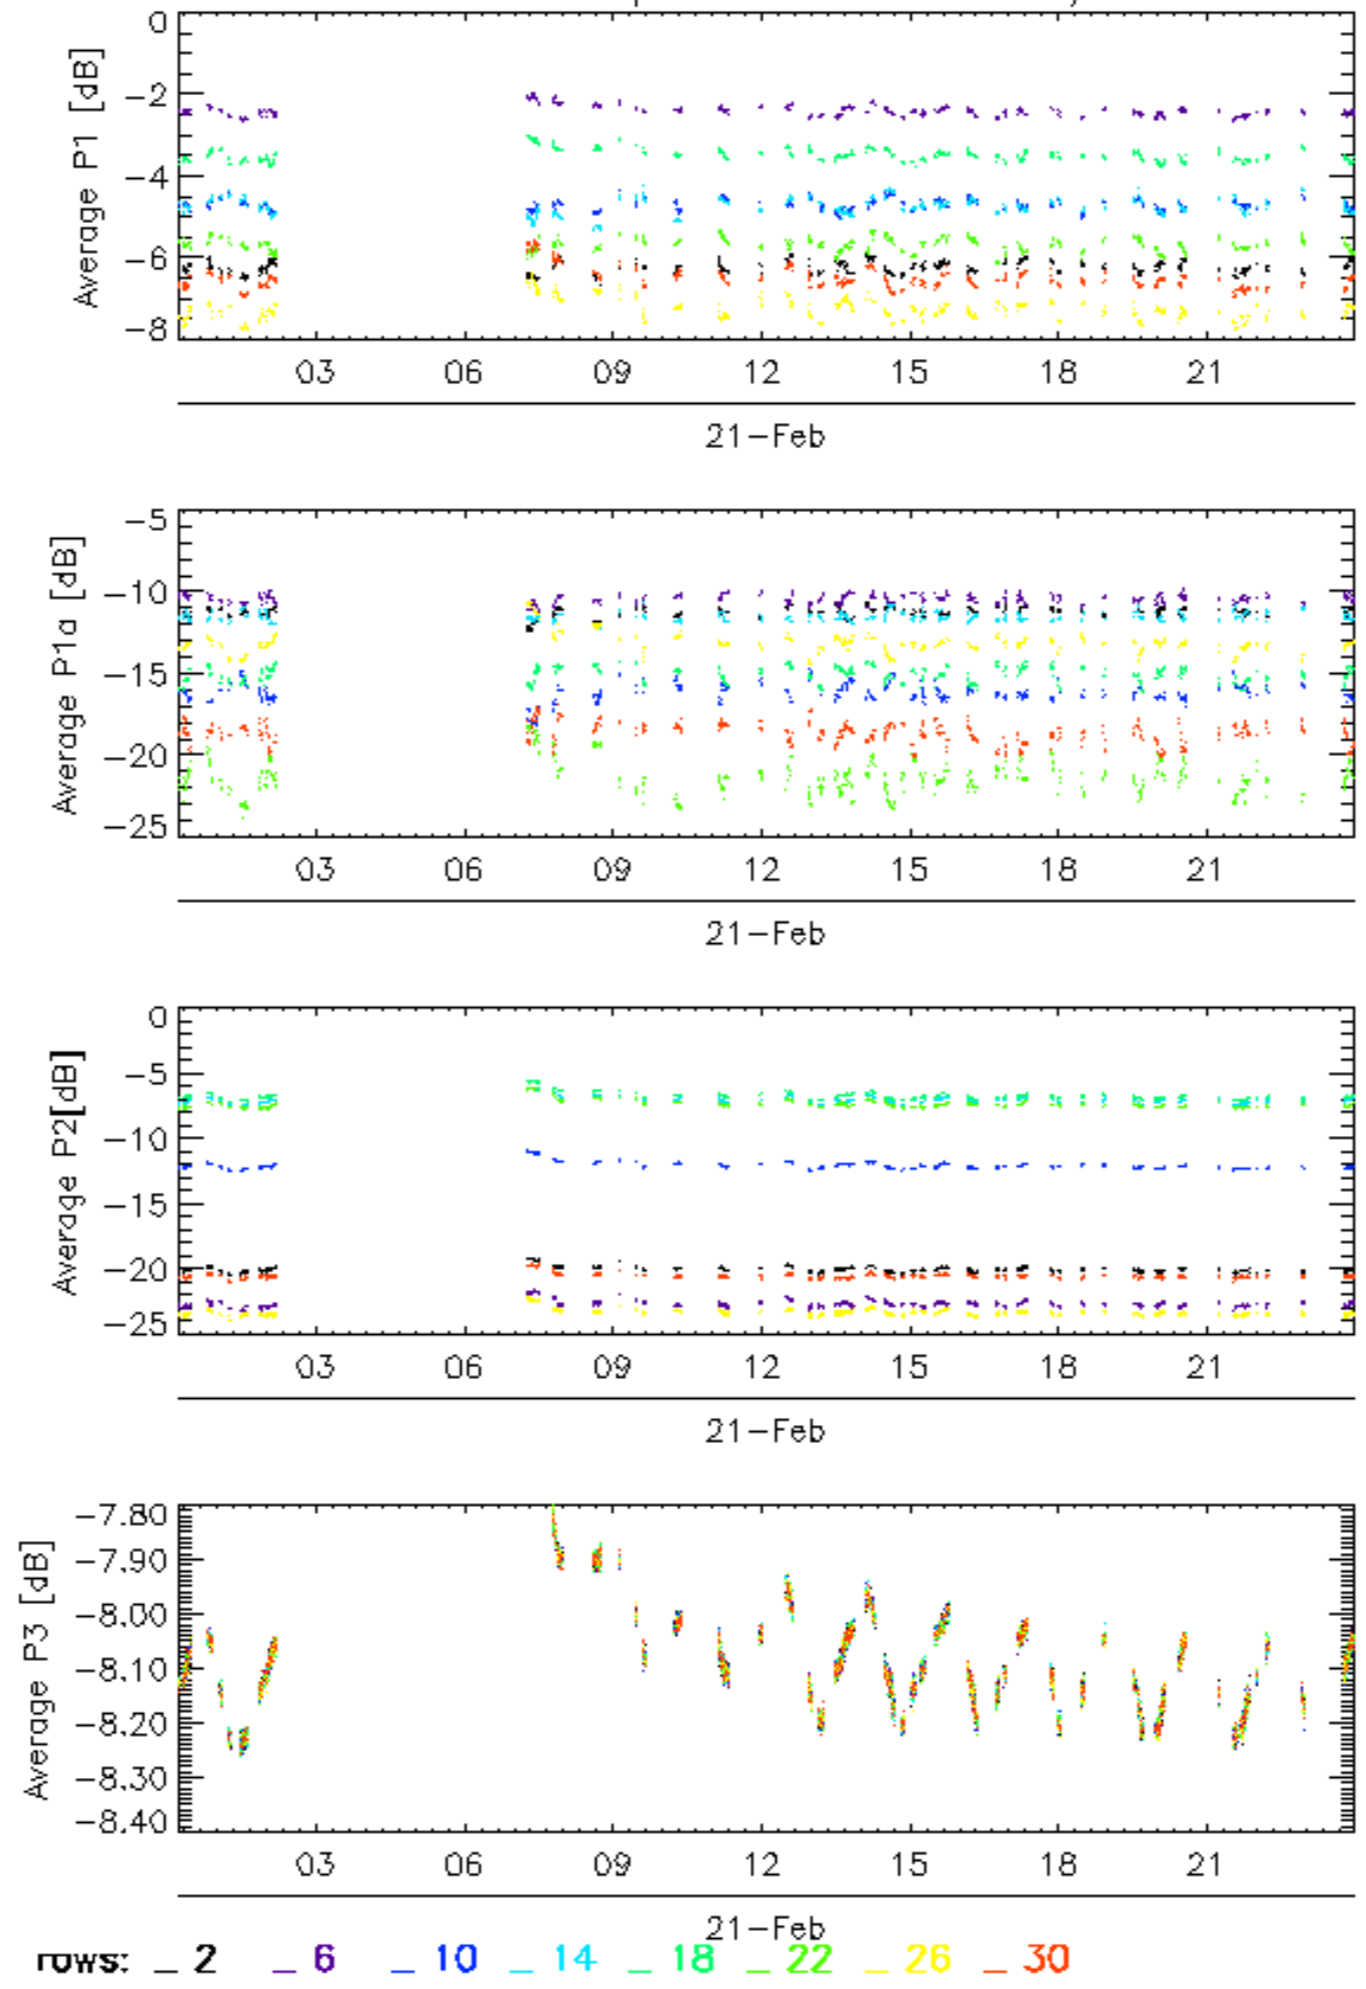 0
-2
-4
-6
-8
Average P1 [dB]
03 06 09 12 15 18 21
21-Feb
-5
-10
-15
-20
-25
Average P1a [dB]
03 06 09 12 15 18 21
21-Feb
0
-5
-10
-15
-20
-25
Average P2[dB]
03 06 09 12 15 18 21
21-Feb
-7.80
-7.90
-8.00
-8.10
-8.20
-8.30
-8.40
Average P3 [dB]
03 06 09 12 15 18 21
21-Feb
rows: _ 2 _ 6 _ 10 _ 14 _ 18 _ 22 _ 26 _ 30